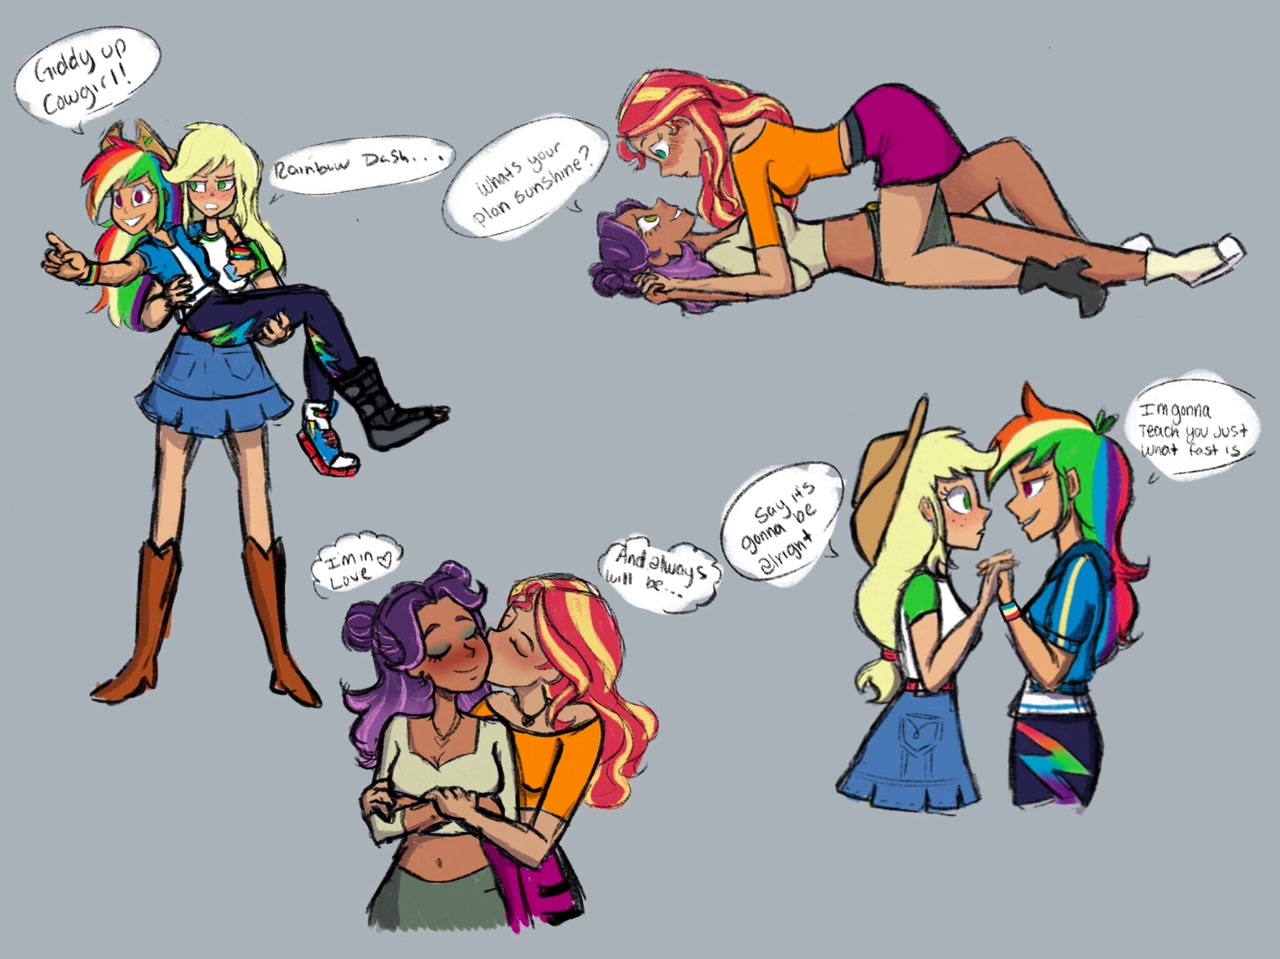 Giddy up
Cowgirl!
Rainbow Dash...
Whats your
plan sunshine?
I'm gonna
Teach you Just
What fast is
Say it's
gonna be
alright
I'm in
Love
And always
will be...